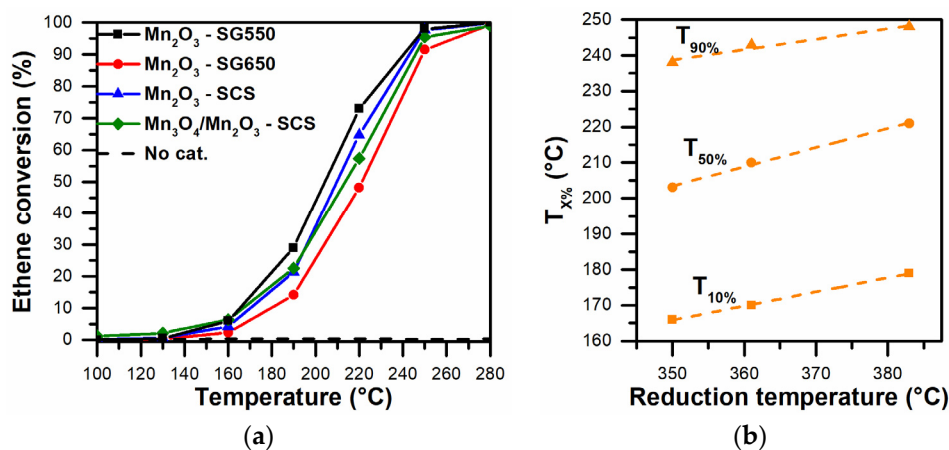 Ethene conversion (%)
100
90
80
70
60
50
40
30
20
10
0
Mn₂O₃ - SG550
Mn₂O₃ - SG650
Mn₂O₃ - SCS
Mn₃O₄/Mn₂O₃ - SCS
No cat.
100 120 140 160 180 200 220 240 260 280
Temperature (°C)
(a)
Tx% (°C)
250
240
230
220
210
200
190
180
170
160
T90%
T50%
T10%
350 360 370 380
Reduction temperature (°C)
(b)